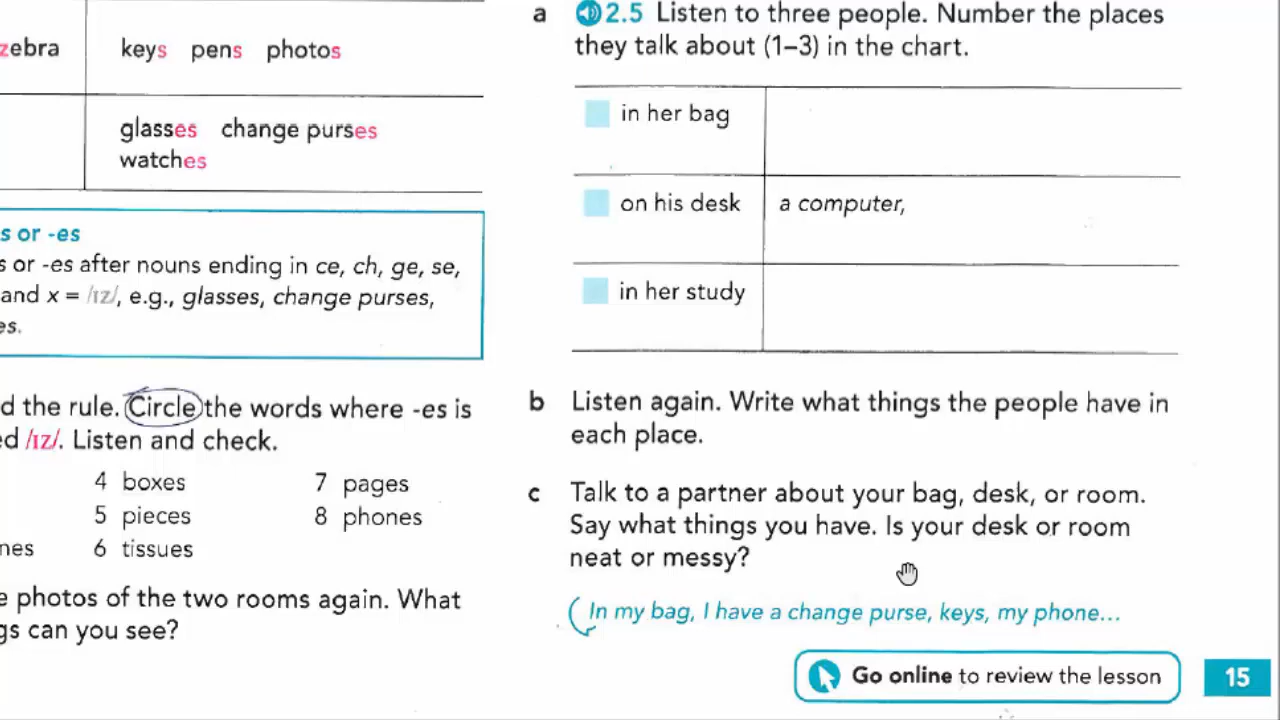 zebra
keys pens photos
glasses change purses
watches
s or -es
s or -es after nouns ending in ce, ch, ge, se,
and x = /ɪz/, e.g., glasses, change purses,
es.
d the rule. Circle the words where -es is
ed /ɪz/. Listen and check.
4 boxes 7 pages
5 pieces 8 phones
nes 6 tissues
e photos of the two rooms again. What
gs can you see?
a 2.5 Listen to three people. Number the places
they talk about (1–3) in the chart.
in her bag
on his desk a computer,
in her study
b Listen again. Write what things the people have in
each place.
c Talk to a partner about your bag, desk, or room.
Say what things you have. Is your desk or room
neat or messy?
In my bag, I have a change purse, keys, my phone...
Go online to review the lesson
15